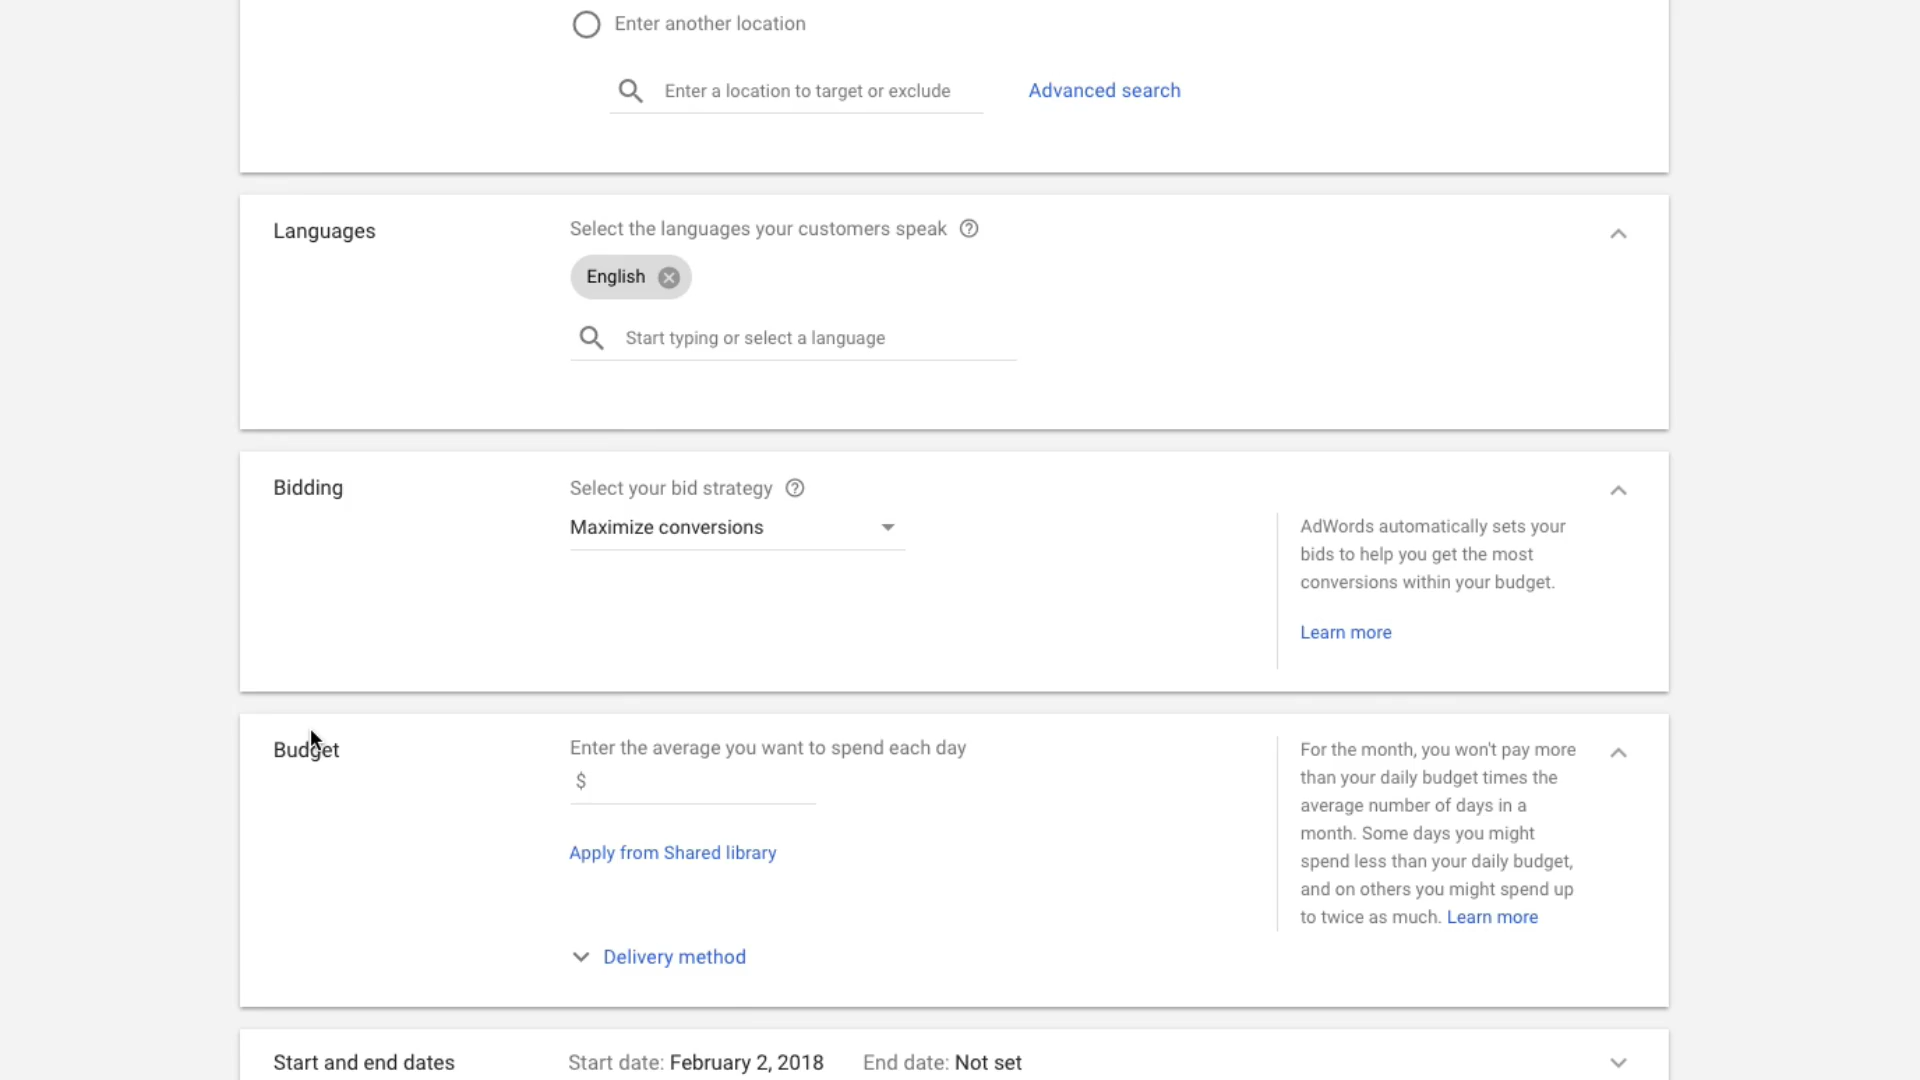 Enter another location
Enter a location to target or exclude
Advanced search
Languages
Select the languages your customers speak
English
Start typing or select a language
Bidding
Select your bid strategy
Maximize conversions
AdWords automatically sets your
bids to help you get the most
conversions within your budget.
Learn more
Budget
Enter the average you want to spend each day
$
Apply from Shared library
Delivery method
For the month, you won't pay more
than your daily budget times the
average number of days in a
month. Some days you might
spend less than your daily budget,
and on others you might spend up
to twice as much. Learn more
Start and end dates
Start date: February 2, 2018
End date: Not set